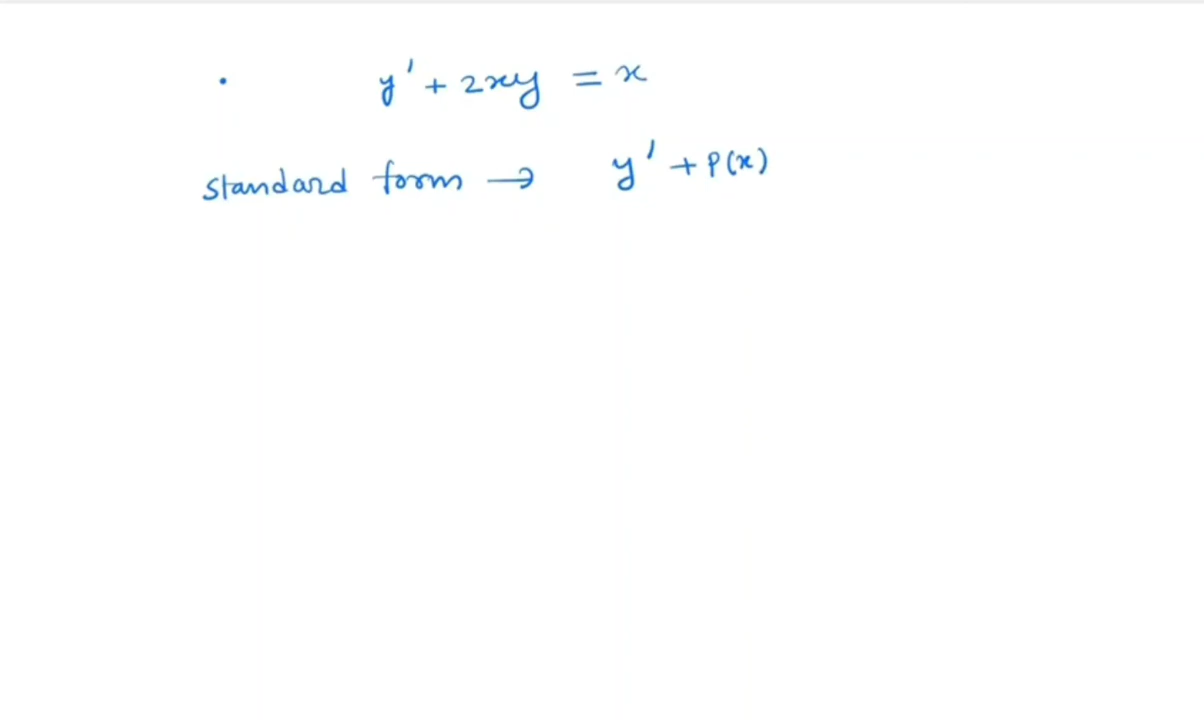 y' + 2xy = x
standard form → y' + P(x)